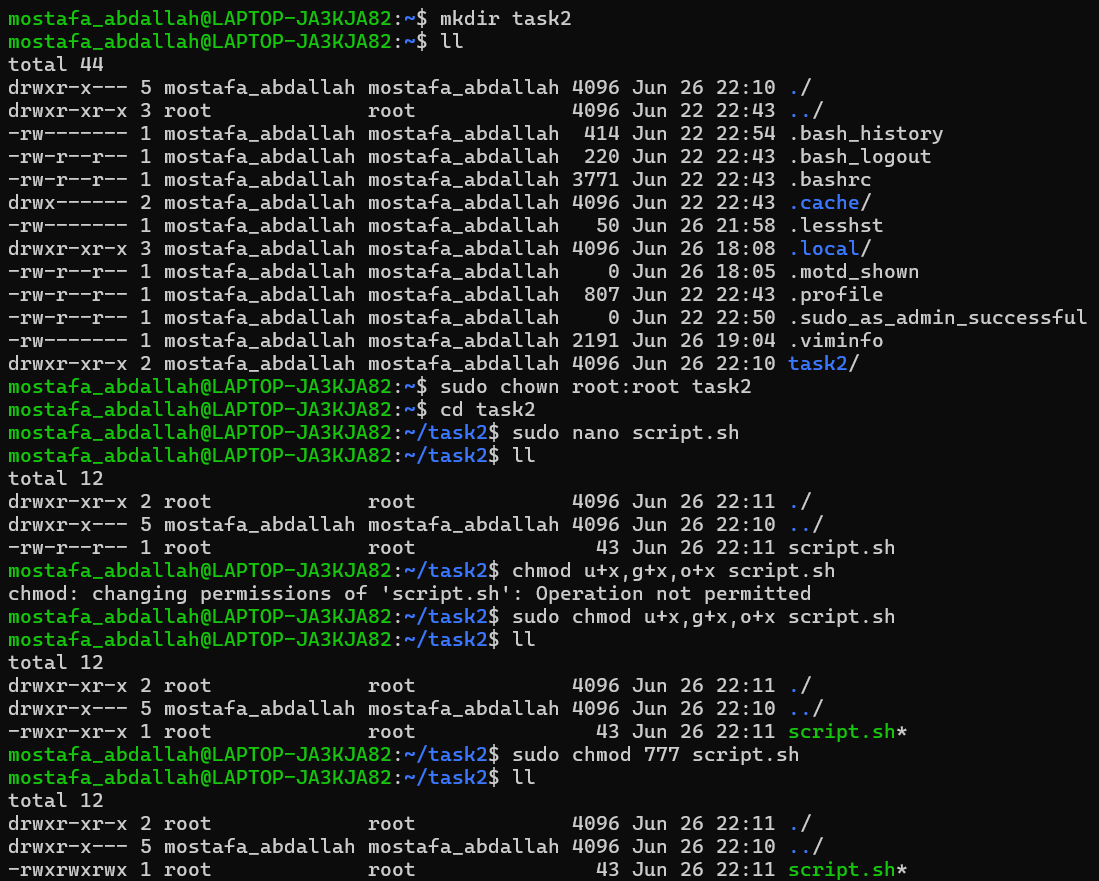 mostafa_abdallah@LAPTOP-JA3KJA82:~$ mkdir task2
mostafa_abdallah@LAPTOP-JA3KJA82:~$ ll
total 44
drwxr-x--- 5 mostafa_abdallah mostafa_abdallah 4096 Jun 26 22:10 ./
drwxr-xr-x 3 root             root             4096 Jun 22 22:43 ../
-rw------- 1 mostafa_abdallah mostafa_abdallah  414 Jun 22 22:54 .bash_history
-rw-r--r-- 1 mostafa_abdallah mostafa_abdallah  220 Jun 22 22:43 .bash_logout
-rw-r--r-- 1 mostafa_abdallah mostafa_abdallah 3771 Jun 22 22:43 .bashrc
drwx------ 2 mostafa_abdallah mostafa_abdallah 4096 Jun 22 22:43 .cache/
-rw------- 1 mostafa_abdallah mostafa_abdallah   50 Jun 26 21:58 .lesshst
drwxr-xr-x 3 mostafa_abdallah mostafa_abdallah 4096 Jun 26 18:08 .local/
-rw-r--r-- 1 mostafa_abdallah mostafa_abdallah    0 Jun 26 18:05 .motd_shown
-rw-r--r-- 1 mostafa_abdallah mostafa_abdallah  807 Jun 22 22:43 .profile
-rw-r--r-- 1 mostafa_abdallah mostafa_abdallah    0 Jun 22 22:50 .sudo_as_admin_successful
-rw------- 1 mostafa_abdallah mostafa_abdallah 2191 Jun 26 19:04 .viminfo
drwxr-xr-x 2 mostafa_abdallah mostafa_abdallah 4096 Jun 26 22:10 task2/
mostafa_abdallah@LAPTOP-JA3KJA82:~$ sudo chown root:root task2
mostafa_abdallah@LAPTOP-JA3KJA82:~$ cd task2
mostafa_abdallah@LAPTOP-JA3KJA82:~/task2$ sudo nano script.sh
mostafa_abdallah@LAPTOP-JA3KJA82:~/task2$ ll
total 12
drwxr-xr-x 2 root             root             4096 Jun 26 22:11 ./
drwxr-x--- 5 mostafa_abdallah mostafa_abdallah 4096 Jun 26 22:10 ../
-rw-r--r-- 1 root             root               43 Jun 26 22:11 script.sh
mostafa_abdallah@LAPTOP-JA3KJA82:~/task2$ chmod u+x,g+x,o+x script.sh
chmod: changing permissions of 'script.sh': Operation not permitted
mostafa_abdallah@LAPTOP-JA3KJA82:~/task2$ sudo chmod u+x,g+x,o+x script.sh
mostafa_abdallah@LAPTOP-JA3KJA82:~/task2$ ll
total 12
drwxr-xr-x 2 root             root             4096 Jun 26 22:11 ./
drwxr-x--- 5 mostafa_abdallah mostafa_abdallah 4096 Jun 26 22:10 ../
-rwxr-xr-x 1 root             root               43 Jun 26 22:11 script.sh*
mostafa_abdallah@LAPTOP-JA3KJA82:~/task2$ sudo chmod 777 script.sh
mostafa_abdallah@LAPTOP-JA3KJA82:~/task2$ ll
total 12
drwxr-xr-x 2 root             root             4096 Jun 26 22:11 ./
drwxr-x--- 5 mostafa_abdallah mostafa_abdallah 4096 Jun 26 22:10 ../
-rwxrwxrwx 1 root             root               43 Jun 26 22:11 script.sh*